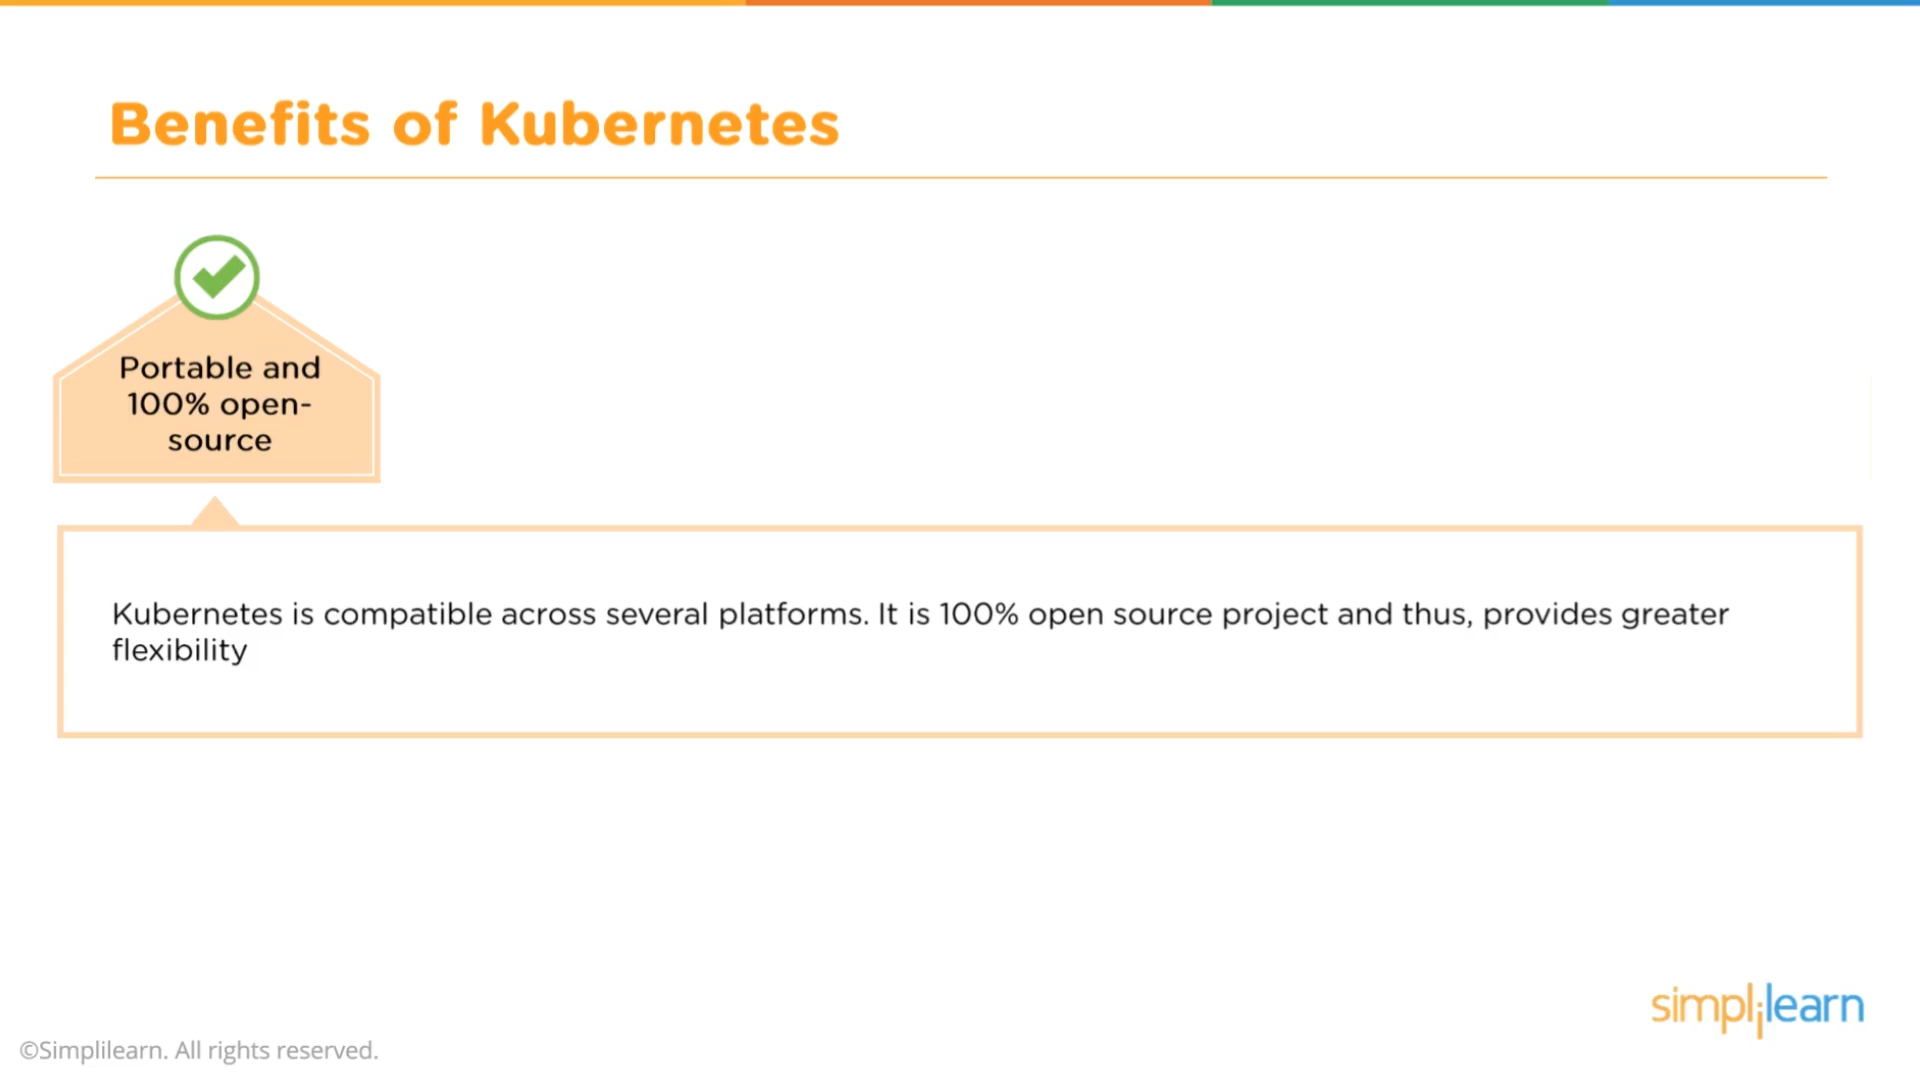 Benefits of Kubernetes
Portable and
100% open-
source
Kubernetes is compatible across several platforms. It is 100% open source project and thus, provides greater
flexibility
simplilearn
©Simplilearn. All rights reserved.